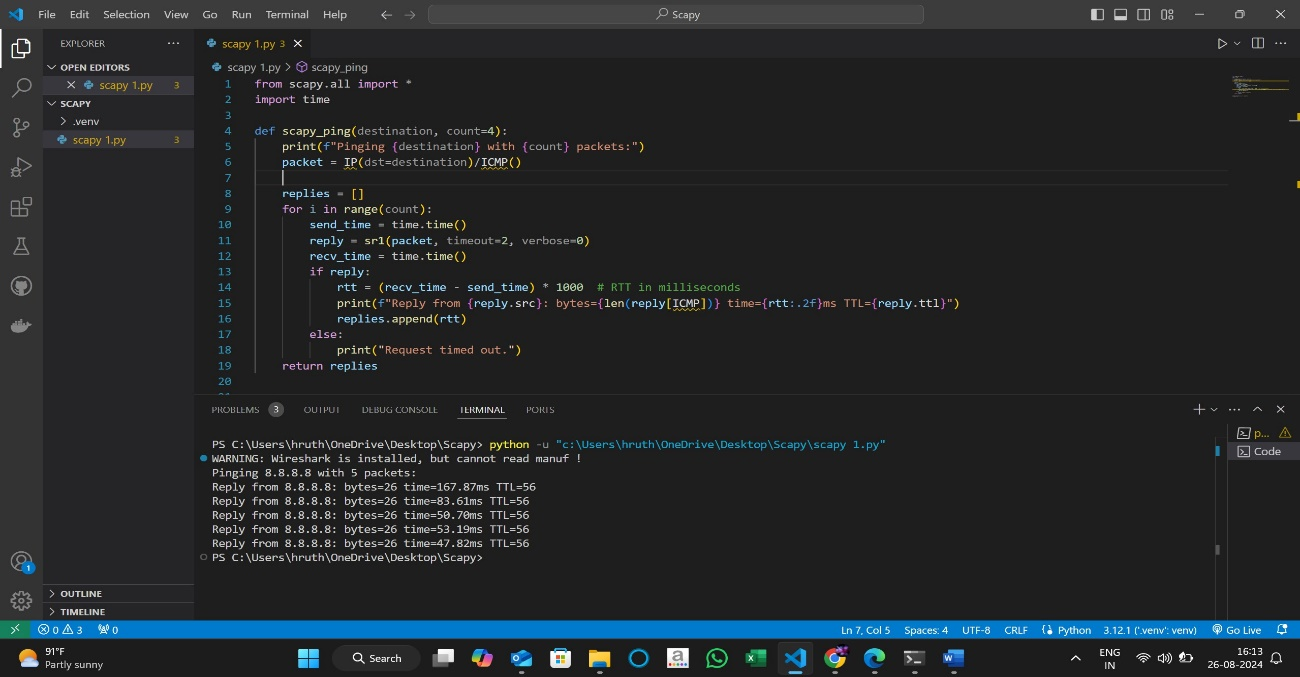 File Edit Selection View Go Run Terminal Help
Scapy
EXPLORER
OPEN EDITORS
scapy 1.py 3
SCAPY
.venv
scapy 1.py 3
OUTLINE
TIMELINE
scapy 1.py 3
scapy 1.py > scapy_ping
1 from scapy.all import *
2 import time
3
4 def scapy_ping(destination, count=4):
5 print(f"Pinging {destination} with {count} packets:")
6 packet = IP(dst=destination)/ICMP()
7
8 replies = []
9 for i in range(count):
10 send_time = time.time()
11 reply = sr1(packet, timeout=2, verbose=0)
12 recv_time = time.time()
13 if reply:
14 rtt = (recv_time - send_time) * 1000 # RTT in milliseconds
15 print(f"Reply from {reply.src}: bytes={len(reply[ICMP])} time={rtt:.2f}ms TTL={reply.ttl}")
16 replies.append(rtt)
17 else:
18 print("Request timed out.")
19 return replies
20
PROBLEMS 3 OUTPUT DEBUG CONSOLE TERMINAL PORTS
PS C:\Users\hruth\OneDrive\Desktop\Scapy> python -u "c:\Users\hruth\OneDrive\Desktop\Scapy\scapy 1.py"
WARNING: Wireshark is installed, but cannot read manuf !
Pinging 8.8.8.8 with 5 packets:
Reply from 8.8.8.8: bytes=26 time=167.87ms TTL=56
Reply from 8.8.8.8: bytes=26 time=83.61ms TTL=56
Reply from 8.8.8.8: bytes=26 time=50.70ms TTL=56
Reply from 8.8.8.8: bytes=26 time=53.19ms TTL=56
Reply from 8.8.8.8: bytes=26 time=47.82ms TTL=56
PS C:\Users\hruth\OneDrive\Desktop\Scapy>
p...
Code
1
0 3 0 Ln 7, Col 5 Spaces: 4 UTF-8 CRLF Python 3.12.1 ('.venv': venv) Go Live
91°F
Partly sunny
Search
ENG
IN
16:13
26-08-2024